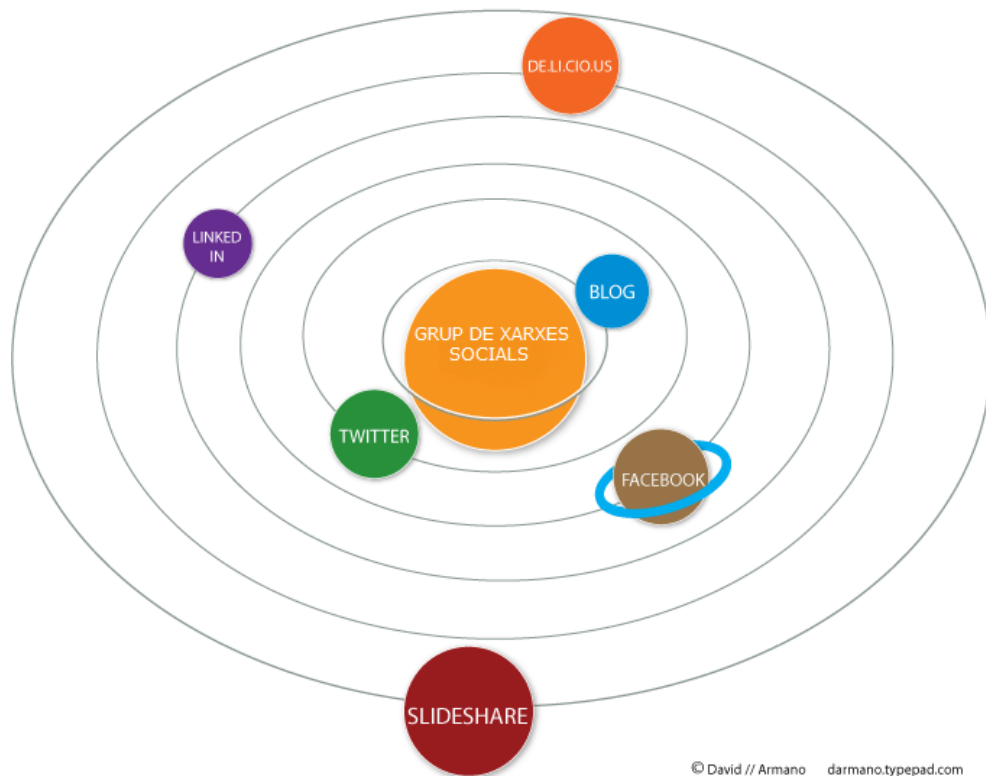 DE.LI.CIO.US
LINKED
IN
BLOG
GRUP DE XARXES
SOCIALS
TWITTER
FACEBOOK
SLIDESHARE
© David // Armano darmano.typepad.com